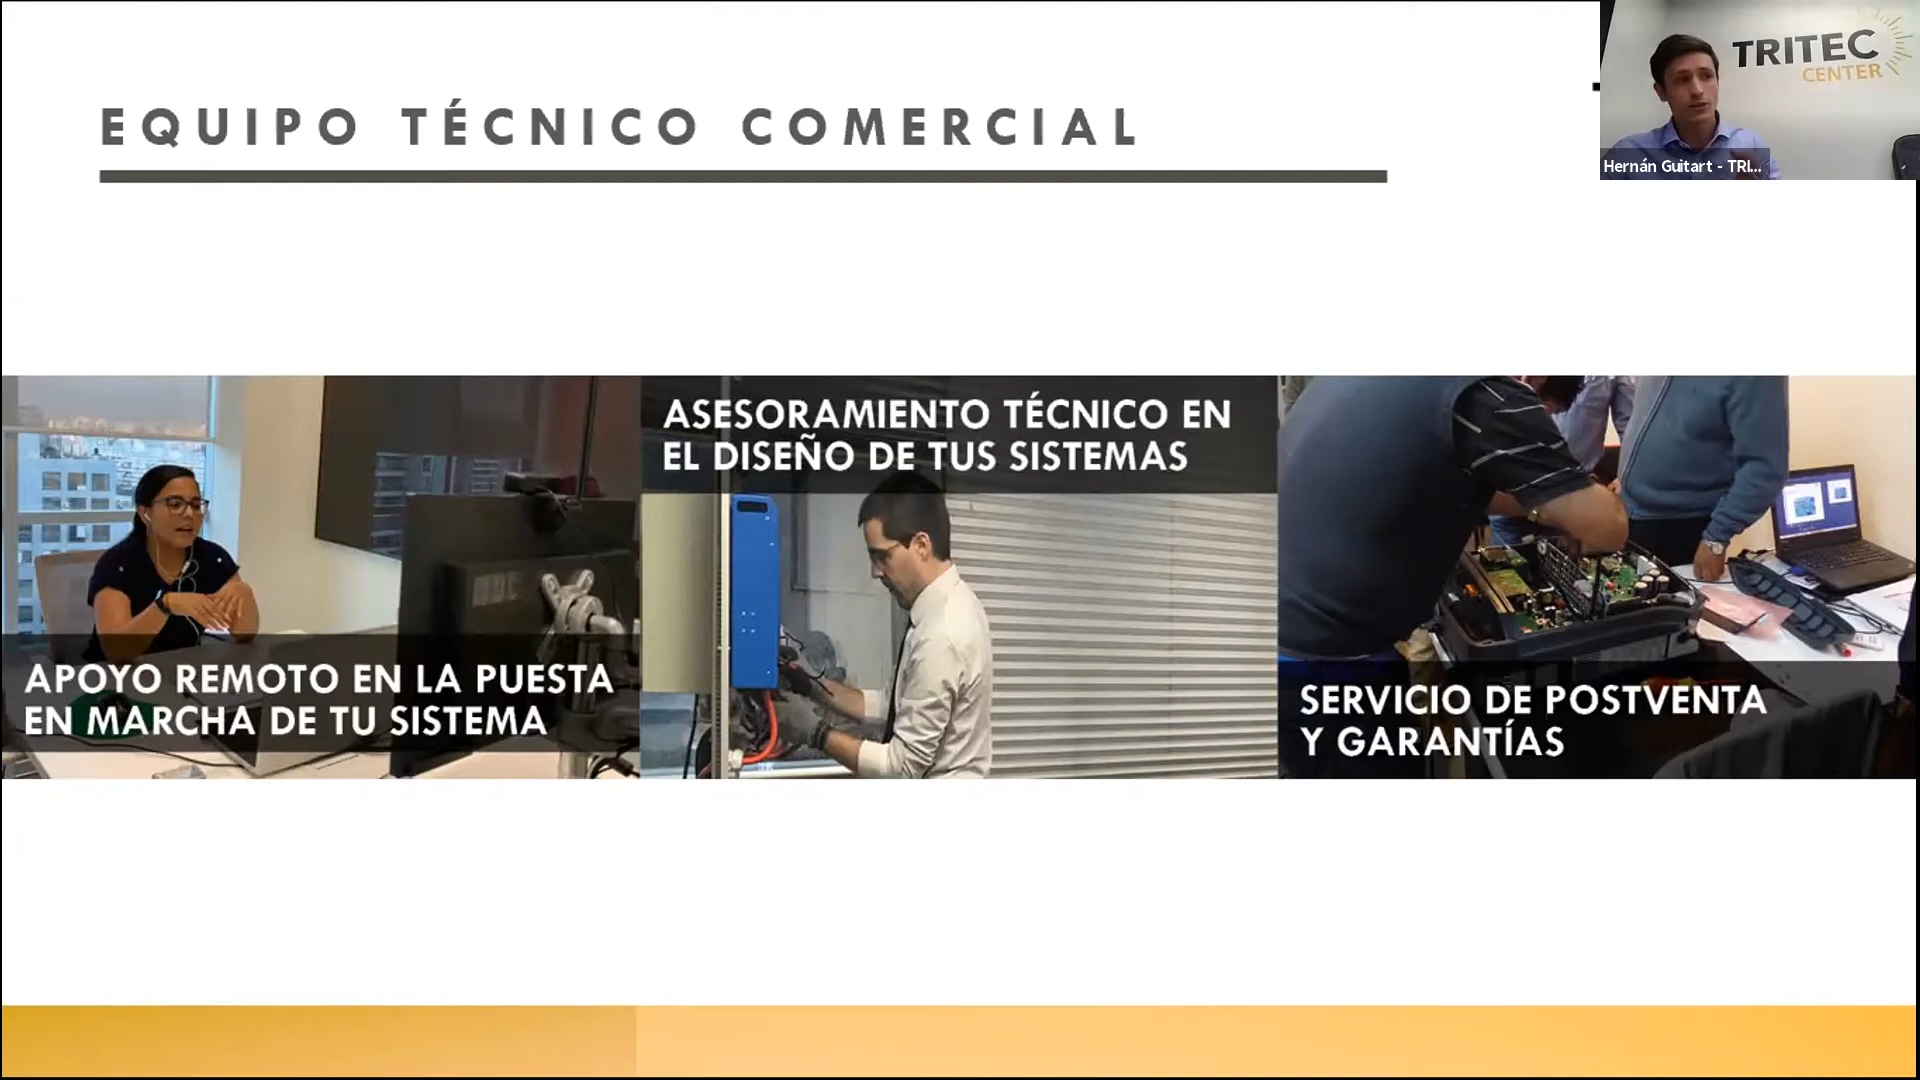 EQUIPO TÉCNICO COMERCIAL
TRITEC
CENTER
Hernán Guitart - TRI...
ASESORAMIENTO TÉCNICO EN
EL DISEÑO DE TUS SISTEMAS
APOYO REMOTO EN LA PUESTA
EN MARCHA DE TU SISTEMA
SERVICIO DE POSTVENTA
Y GARANTÍAS